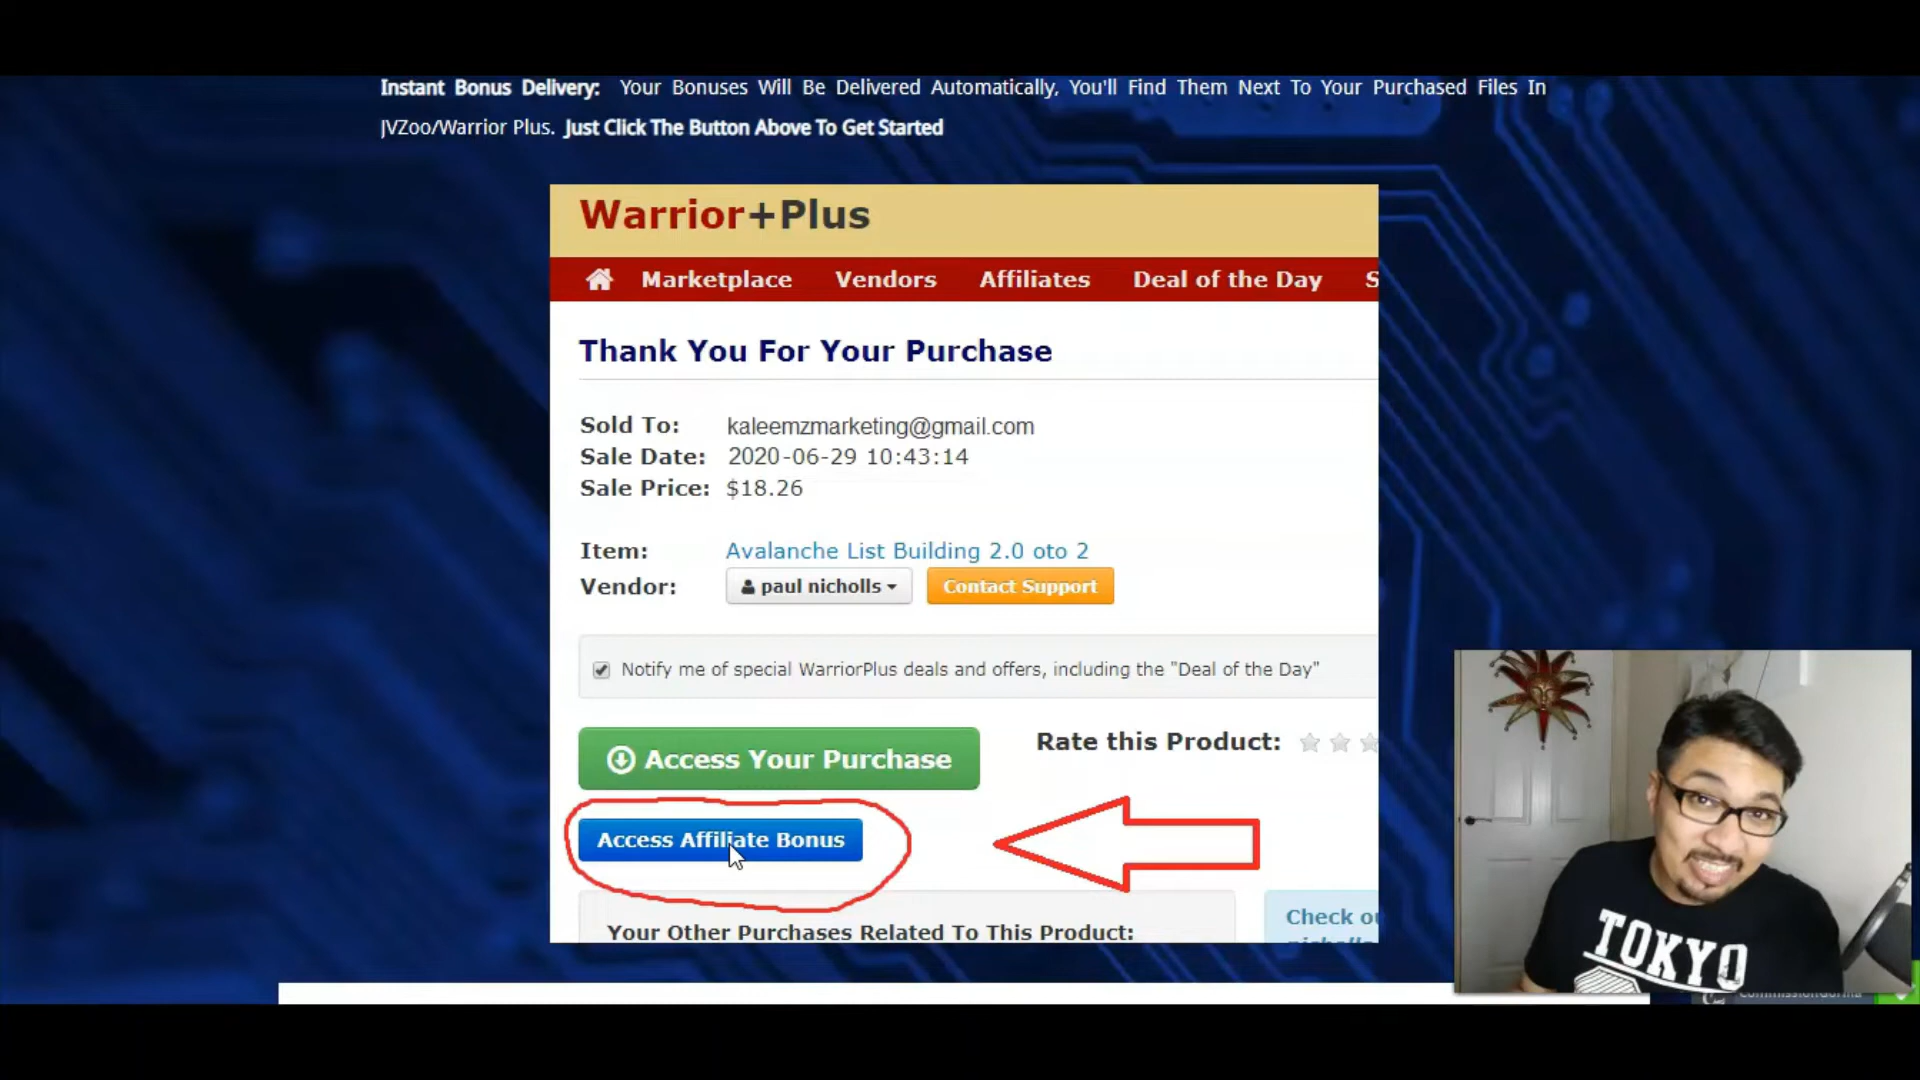 Instant Bonus Delivery: Your Bonuses Will Be Delivered Automatically, You'll Find Them Next To Your Purchased Files In
JVZoo/Warrior Plus. Just Click The Button Above To Get Started
Warrior+Plus
Marketplace Vendors Affiliates Deal of the Day S
Thank You For Your Purchase
Sold To: kaleemzmarketing@gmail.com
Sale Date: 2020-06-29 10:43:14
Sale Price: $18.26
Item: Avalanche List Building 2.0 oto 2
Vendor: paul nicholls Contact Support
Notify me of special WarriorPlus deals and offers, including the "Deal of the Day"
Access Your Purchase Rate this Product:
Access Affiliate Bonus
Your Other Purchases Related To This Product:
Check
TOKYO